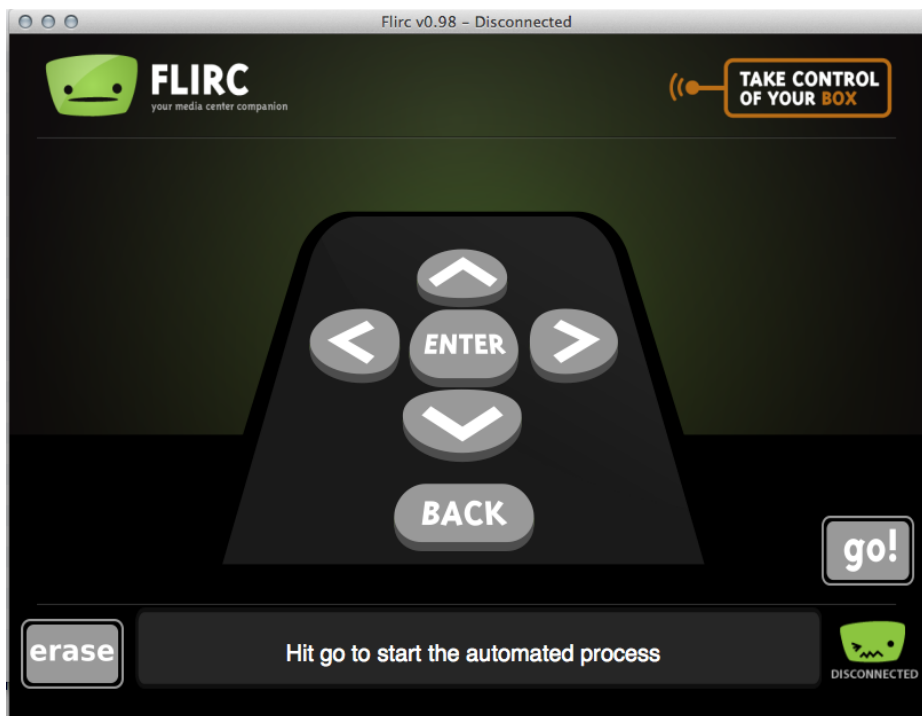 Flirc v0.98 – Disconnected
FLIRC
your media center companion
TAKE CONTROL
OF YOUR BOX
ENTER
BACK
go!
erase
Hit go to start the automated process
DISCONNECTED